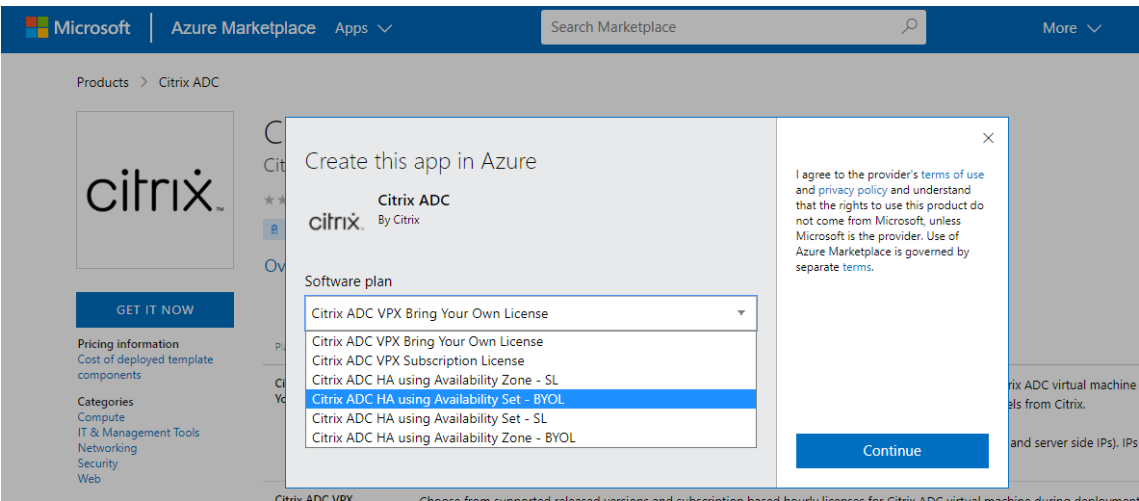 Microsoft Azure Marketplace Apps Search Marketplace More
Products > Citrix ADC
citrix
GET IT NOW
Pricing information
Cost of deployed template
components
Categories
Compute
IT & Management Tools
Networking
Security
Web
C
Cit
Ov
Create this app in Azure
citrix
Citrix ADC
By Citrix
Software plan
Citrix ADC VPX Bring Your Own License
Citrix ADC VPX Bring Your Own License
Citrix ADC VPX Subscription License
Citrix ADC HA using Availability Zone - SL
Citrix ADC HA using Availability Set - BYOL
Citrix ADC HA using Availability Set - SL
Citrix ADC HA using Availability Zone - BYOL
I agree to the provider's terms of use
and privacy policy and understand
that the rights to use this product do
not come from Microsoft, unless
Microsoft is the provider. Use of
Azure Marketplace is governed by
separate terms.
Continue
rix ADC virtual machine
els from Citrix.
and server side IPs). IPs
Citrix ADC VPX Choose from supported released versions and subscription based hourly licenses for Citrix ADC virtual machine during deployment